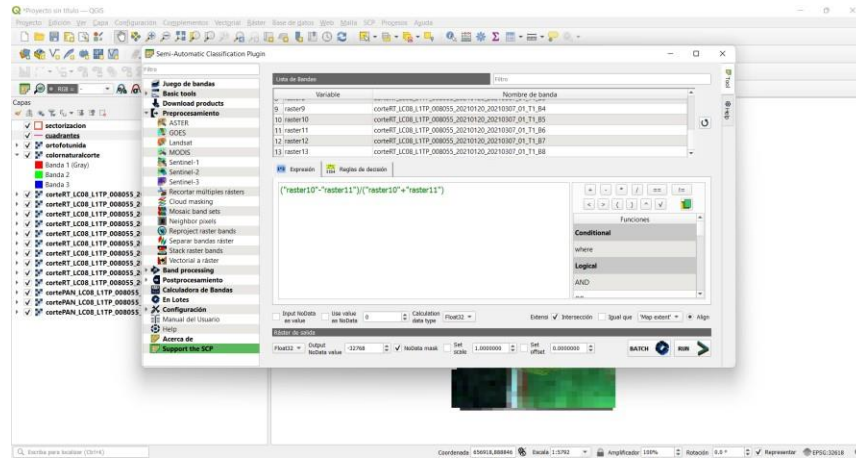 *Proyecto sin título — QGIS
Proyecto Edición Ver Capa Configuración Complementos Vectorial Ráster Base de datos Web Malla SCP Procesos Ayuda
Semi-Automatic Classification Plugin
Filtro
Juego de bandas
Basic tools
Download products
Preprocesamiento
ASTER
GOES
Landsat
MODIS
Sentinel-1
Sentinel-2
Sentinel-3
Recortar múltiples rásters
Cloud masking
Mosaic band sets
Neighbor pixels
Reproject raster bands
Separar bandas ráster
Stack raster bands
Vectorial a ráster
Band processing
Postprocesamiento
Calculadora de Bandas
En Lotes
Configuración
Manual del Usuario
Help
Acerca de
Support the SCP
Lista de Bandas
Filtro
Variable Nombre de banda
9 raster9 corteRT_LC08_L1TP_008055_20210120_20210307_01_T1_B4
10 raster10 corteRT_LC08_L1TP_008055_20210120_20210307_01_T1_B5
11 raster11 corteRT_LC08_L1TP_008055_20210120_20210307_01_T1_B6
12 raster12 corteRT_LC08_L1TP_008055_20210120_20210307_01_T1_B7
13 raster13 corteRT_LC08_L1TP_008055_20210120_20210307_01_T1_B8
Expresión Reglas de decisión
("raster10"-"raster11")/("raster10"+"raster11")
+ - * / == !=
< > ( ) ^ √
Funciones
Conditional
where
Logical
AND
Input NoData as value
Use value as NoData 0
Calculation data type Float32
Extensi Intersección Igual que 'Map extent' Align
Ráster de salida
Float32 Output NoData value -32768 NoData mask Set scale 1.0000000 Set offset 0.0000000 BATCH RUN
Tool
Help
RGB =
Capas
sectorizacion
cuadrantes
ortofotunida
colornaturalcorte
Banda 1 (Gray)
Banda 2
Banda 3
corteRT_LC08_L1TP_008055_2
corteRT_LC08_L1TP_008055_2
corteRT_LC08_L1TP_008055_2
corteRT_LC08_L1TP_008055_2
corteRT_LC08_L1TP_008055_2
corteRT_LC08_L1TP_008055_2
corteRT_LC08_L1TP_008055_2
corteRT_LC08_L1TP_008055_2
cortePAN_LC08_L1TP_008055_
cortePAN_LC08_L1TP_008055_
cortePAN_LC08_L1TP_008055_
Escriba para localizar (Ctrl+K)
Coordenada 656918,888846 Escala 1:5792 Amplificador 100% Rotación 0.0 ° Representar EPSG:32618